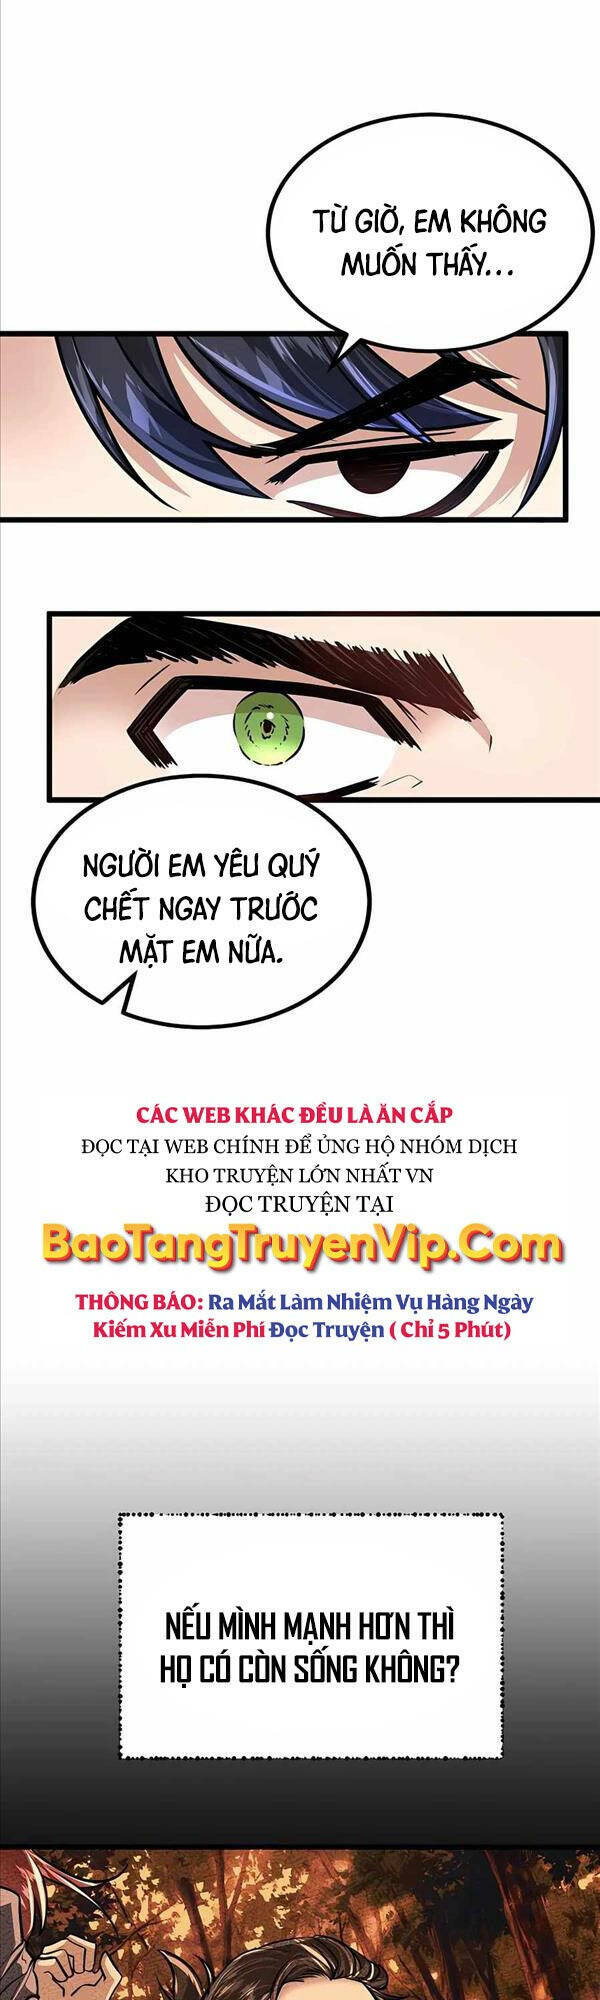 TỪ GIỜ, EM KHÔNG
MUỐN THẤY...
NGƯỜI EM YÊU QUÝ
CHẾT NGAY TRƯỚC
MẶT EM NỮA.
CÁC WEB KHÁC ĐỀU LÀ ĂN CẮP
ĐỌC TẠI WEB CHÍNH ĐỂ ỦNG HỘ NHÓM DỊCH
KHO TRUYỆN LỚN NHẤT VN
ĐỌC TRUYỆN TẠI
BaoTangTruyenVip.Com
THÔNG BÁO: Ra Mắt Làm Nhiệm Vụ Hàng Ngày
Kiếm Xu Miễn Phí Đọc Truyện ( Chỉ 5 Phút)
NẾU MÌNH MẠNH HƠN THÌ
HỌ CÓ CÒN SỐNG KHÔNG?